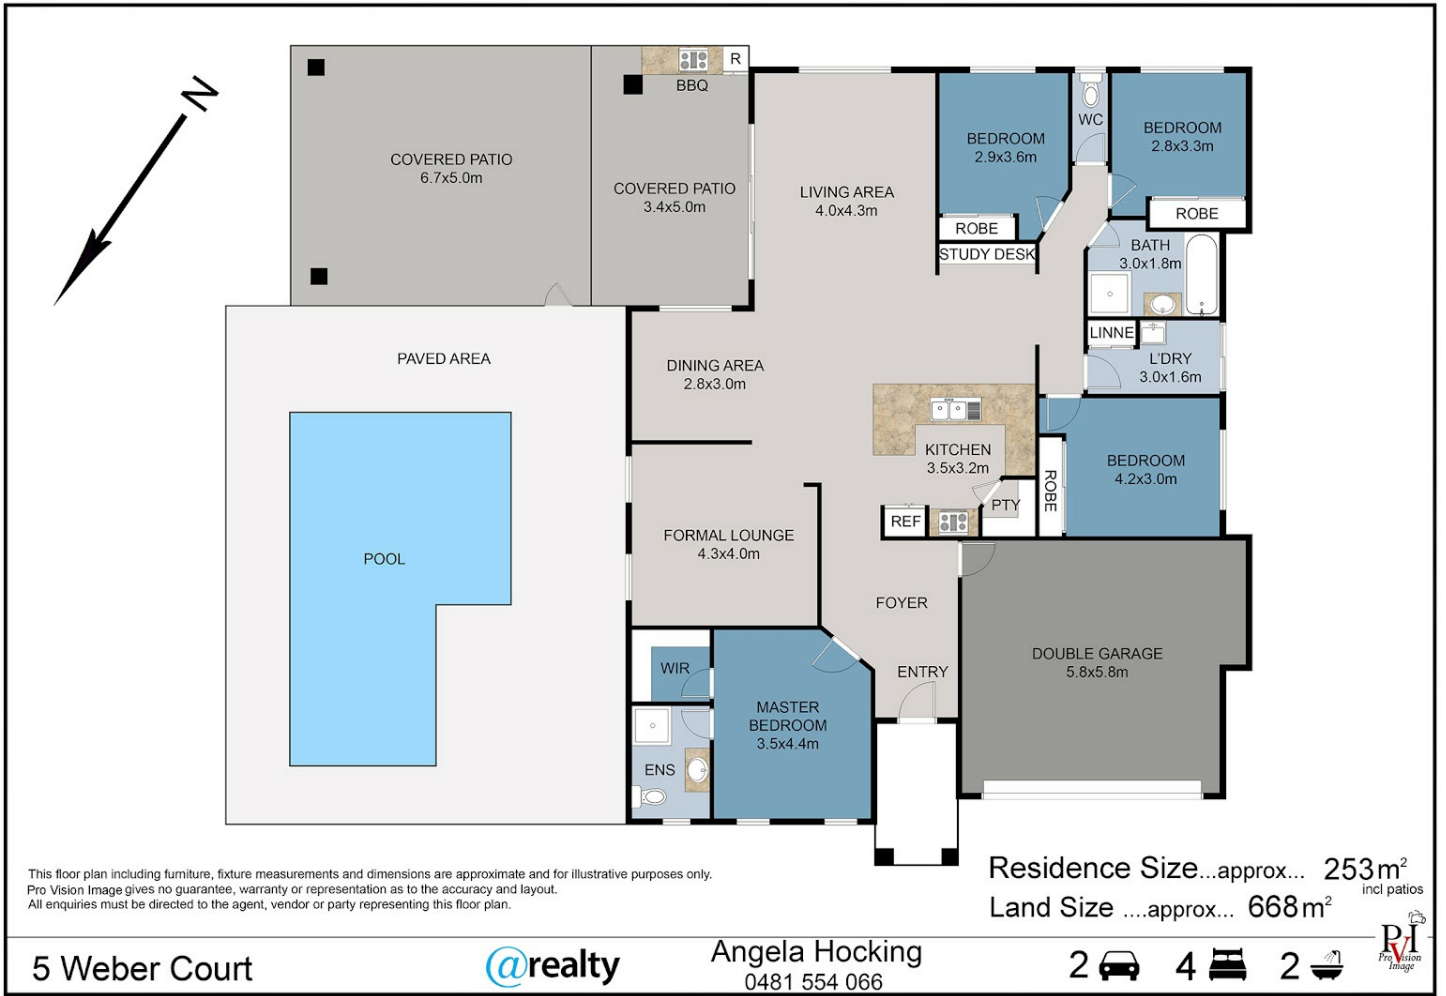 N
R
BBQ
COVERED PATIO
6.7x5.0m
COVERED PATIO
3.4x5.0m
LIVING AREA
4.0x4.3m
BEDROOM
2.9x3.6m
ROBE
STUDY DESK
WC
BEDROOM
2.8x3.3m
ROBE
BATH
3.0x1.8m
LINNE
L'DRY
3.0x1.6m
PAVED AREA
DINING AREA
2.8x3.0m
KITCHEN
3.5x3.2m
PTY
REF
ROBE
BEDROOM
4.2x3.0m
POOL
FORMAL LOUNGE
4.3x4.0m
FOYER
ENTRY
DOUBLE GARAGE
5.8x5.8m
WIR
MASTER
BEDROOM
3.5x4.4m
ENS
This floor plan including furniture, fixture measurements and dimensions are approximate and for illustrative purposes only.
Pro Vision Image gives no guarantee, warranty or representation as to the accuracy and layout.
All enquiries must be directed to the agent, vendor or party representing this floor plan.
Residence Size...approx... 253m²
incl patios
Land Size ....approx... 668m²
5 Weber Court
@realty
Angela Hocking
0481 554 066
2
4
2
PVI
Pro Vision
Image